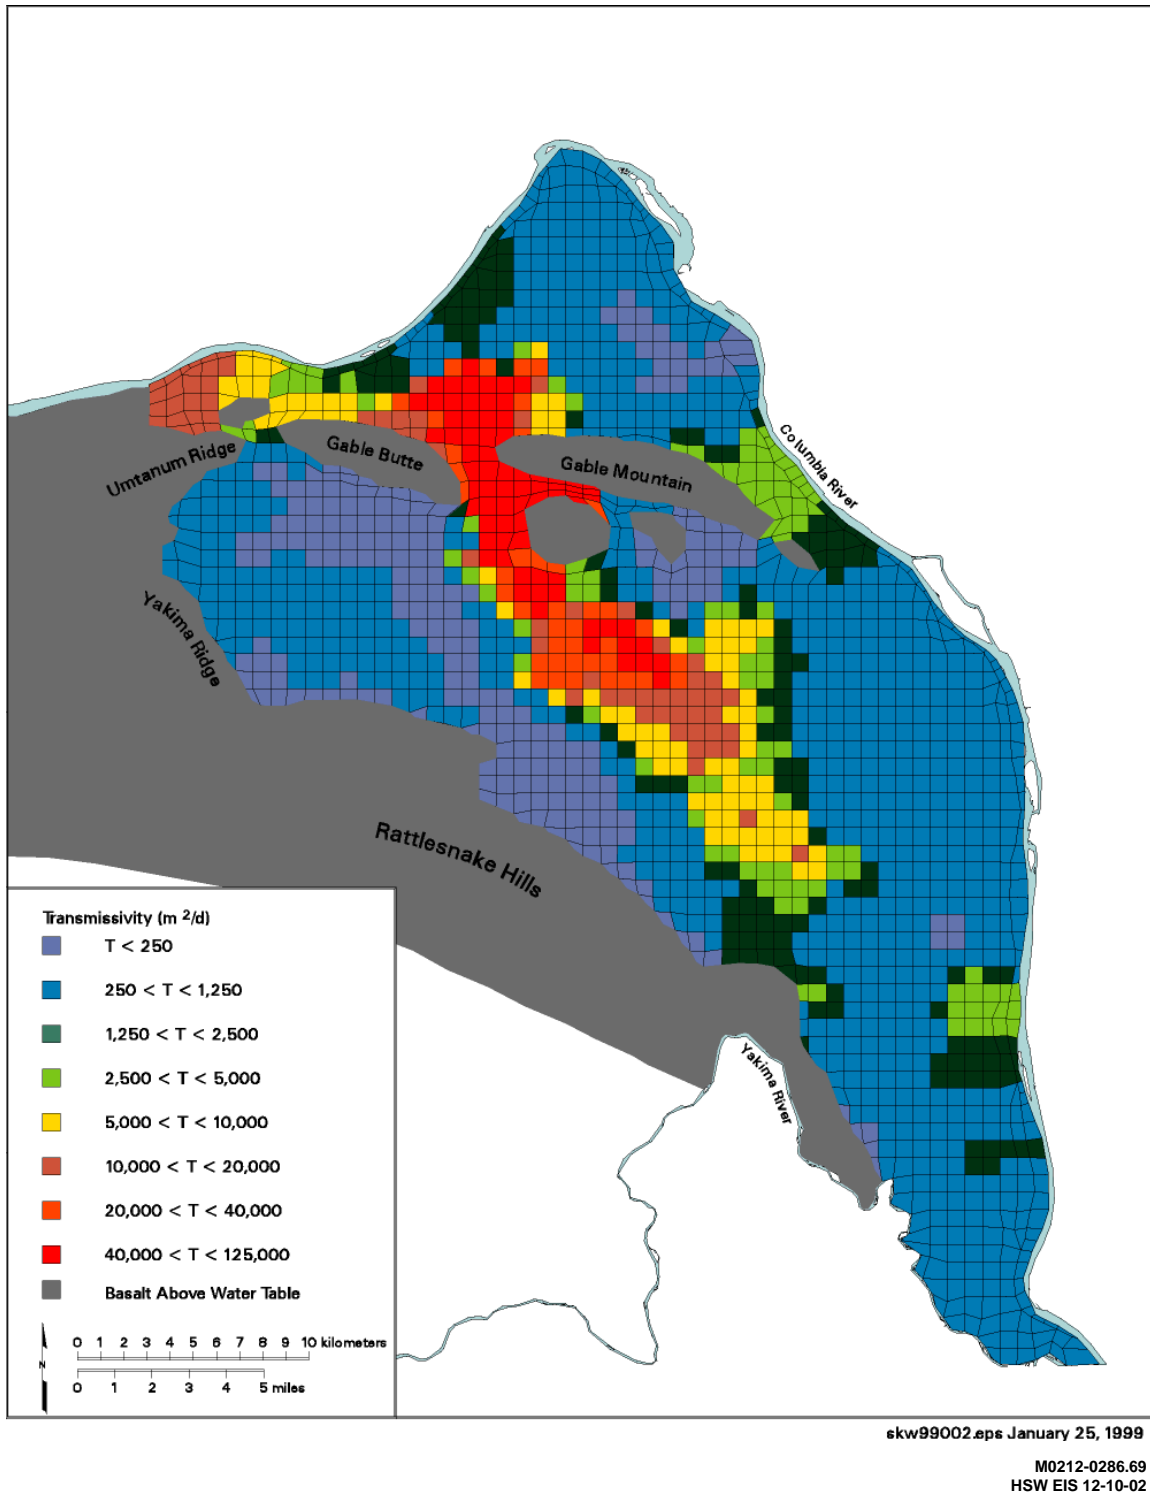 Columbia River
Umtanum Ridge
Gable Butte
Gable Mountain
Yakima Ridge
Rattlesnake Hills
Yakima River
Transmissivity (m 2/d)
T < 250
250 < T < 1,250
1,250 < T < 2,500
2,500 < T < 5,000
5,000 < T < 10,000
10,000 < T < 20,000
20,000 < T < 40,000
40,000 < T < 125,000
Basalt Above Water Table
0 1 2 3 4 5 6 7 8 9 10 kilometers
N
0 1 2 3 4 5 miles
skw99002.eps January 25, 1999
M0212-0286.69
HSW EIS 12-10-02